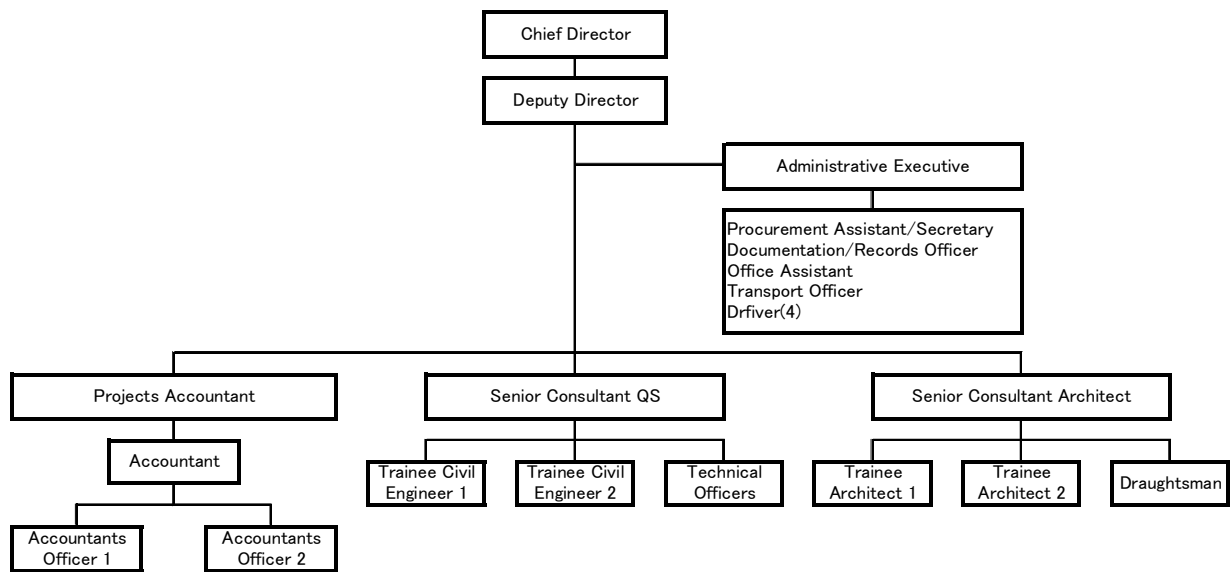 Chief Director
Deputy Director
Administrative Executive
Procurement Assistant/Secretary
Documentation/Records Officer
Office Assistant
Transport Officer
Drfiver(4)
Projects Accountant
Senior Consultant QS
Senior Consultant Architect
Accountant
Trainee Civil
Engineer 1
Trainee Civil
Engineer 2
Technical
Officers
Trainee
Architect 1
Trainee
Architect 2
Draughtsman
Accountants
Officer 1
Accountants
Officer 2